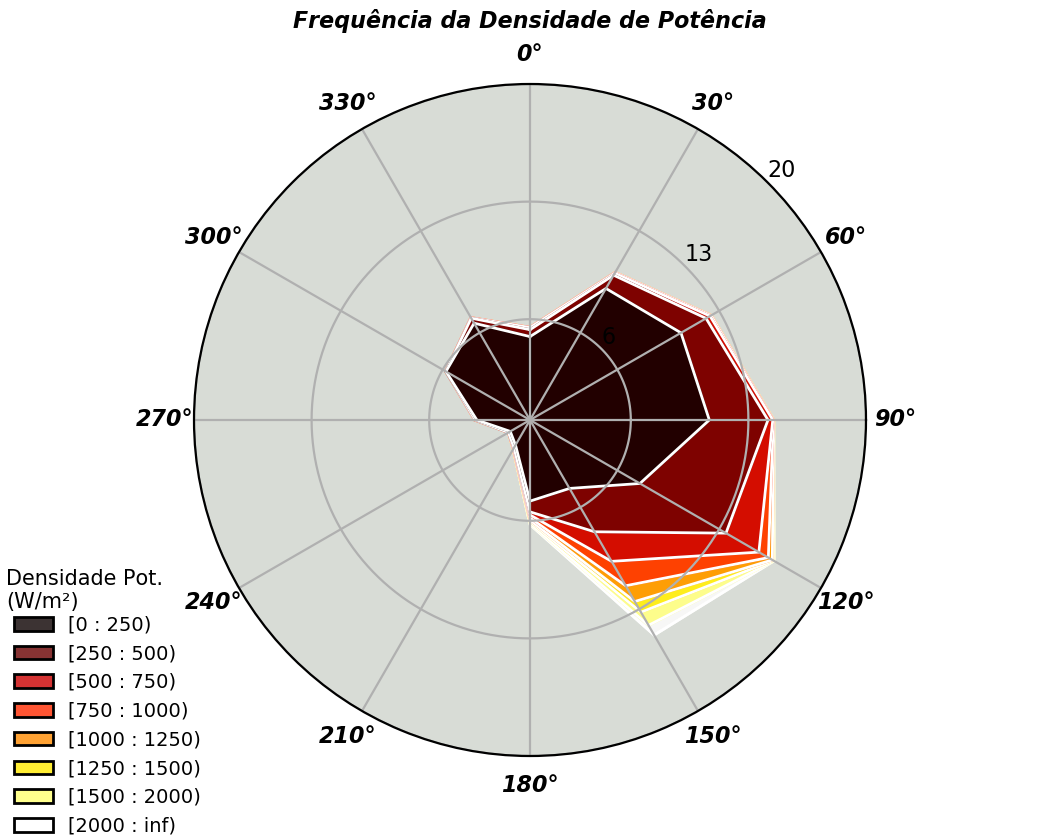 Frequência da Densidade de Potência
0°
330°
30°
20
300°
13
60°
6
270°
90°
Densidade Pot.
(W/m²)
240°
120°
[0 : 250)
[250 : 500)
[500 : 750)
[750 : 1000)
[1000 : 1250)
[1250 : 1500)
[1500 : 2000)
[2000 : inf)
210°
150°
180°